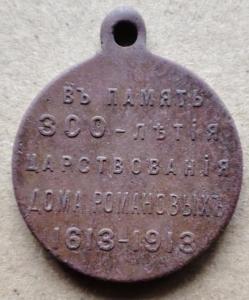 ВЪ ПАМЯТЬ
300-ЛѢТІЯ
ЦАРСТВОВАНІЯ
ДОМА РОМАНОВЫХЪ
1613-1913